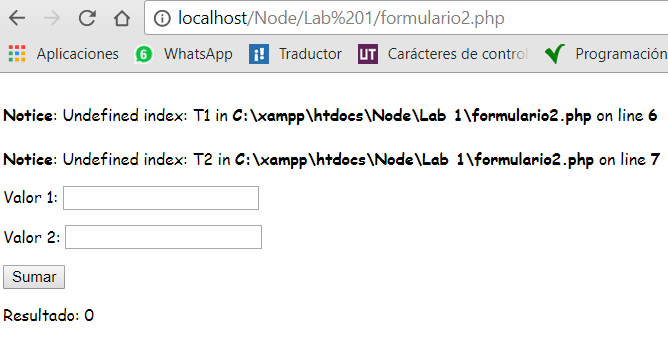 localhost/Node/Lab%201/formulario2.php
Aplicaciones 6 WhatsApp Traductor UT Carácteres de control Programación
Notice: Undefined index: T1 in C:\xampp\htdocs\Node\Lab 1\formulario2.php on line 6
Notice: Undefined index: T2 in C:\xampp\htdocs\Node\Lab 1\formulario2.php on line 7
Valor 1:
Valor 2:
Sumar
Resultado: 0